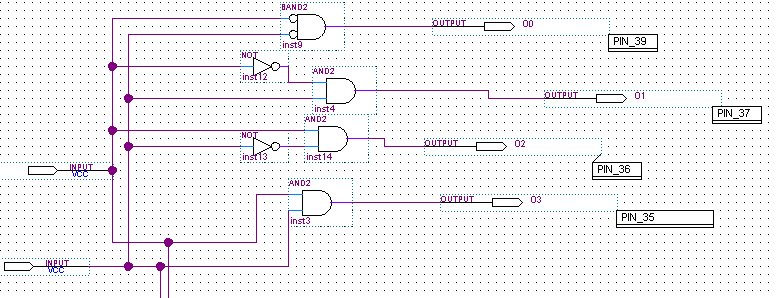 BAND2
inst9
OUTPUT O0
PIN_39
NOT
inst12
AND2
inst4
OUTPUT O1
PIN_37
AND2
NOT
inst13
inst14
OUTPUT O2
PIN_36
INPUT
VCC
AND2
inst3
OUTPUT O3
PIN_35
INPUT
VCC